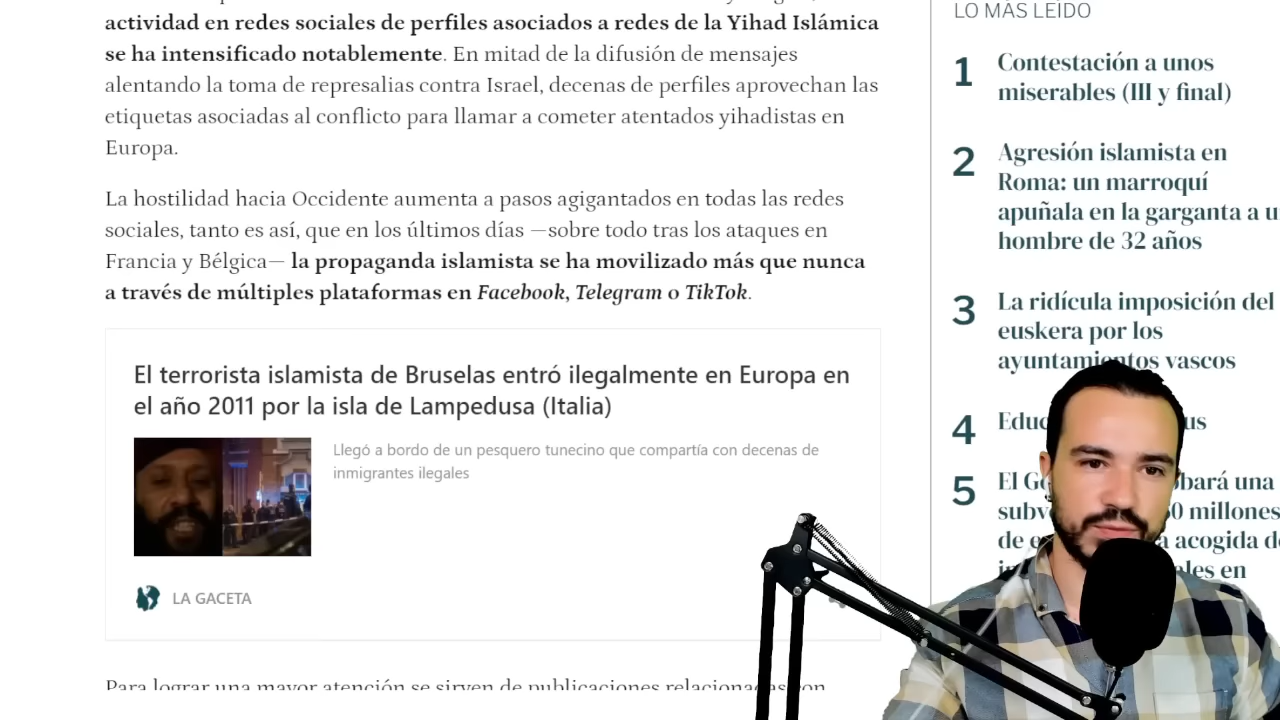 actividad en redes sociales de perfiles asociados a redes de la Yihad Islámica
se ha intensificado notablemente. En mitad de la difusión de mensajes
alentando la toma de represalias contra Israel, decenas de perfiles aprovechan las
etiquetas asociadas al conflicto para llamar a cometer atentados yihadistas en
Europa.
La hostilidad hacia Occidente aumenta a pasos agigantados en todas las redes
sociales, tanto es así, que en los últimos días —sobre todo tras los ataques en
Francia y Bélgica— la propaganda islamista se ha movilizado más que nunca
a través de múltiples plataformas en Facebook, Telegram o TikTok.
El terrorista islamista de Bruselas entró ilegalmente en Europa en
el año 2011 por la isla de Lampedusa (Italia)
Llegó a bordo de un pesquero tunecino que compartía con decenas de
inmigrantes ilegales
LA GACETA
Para lograr una mayor atención se sirven de publicaciones relacionadas con
LO MÁS LEÍDO
1 Contestación a unos
miserables (III y final)
2 Agresión islamista en
Roma: un marroquí
apuñala en la garganta a
hombre de 32 años
3 La ridícula imposición del
euskera por los
ayuntamientos vascos
4
5 El
una
millones
de
acogida
en